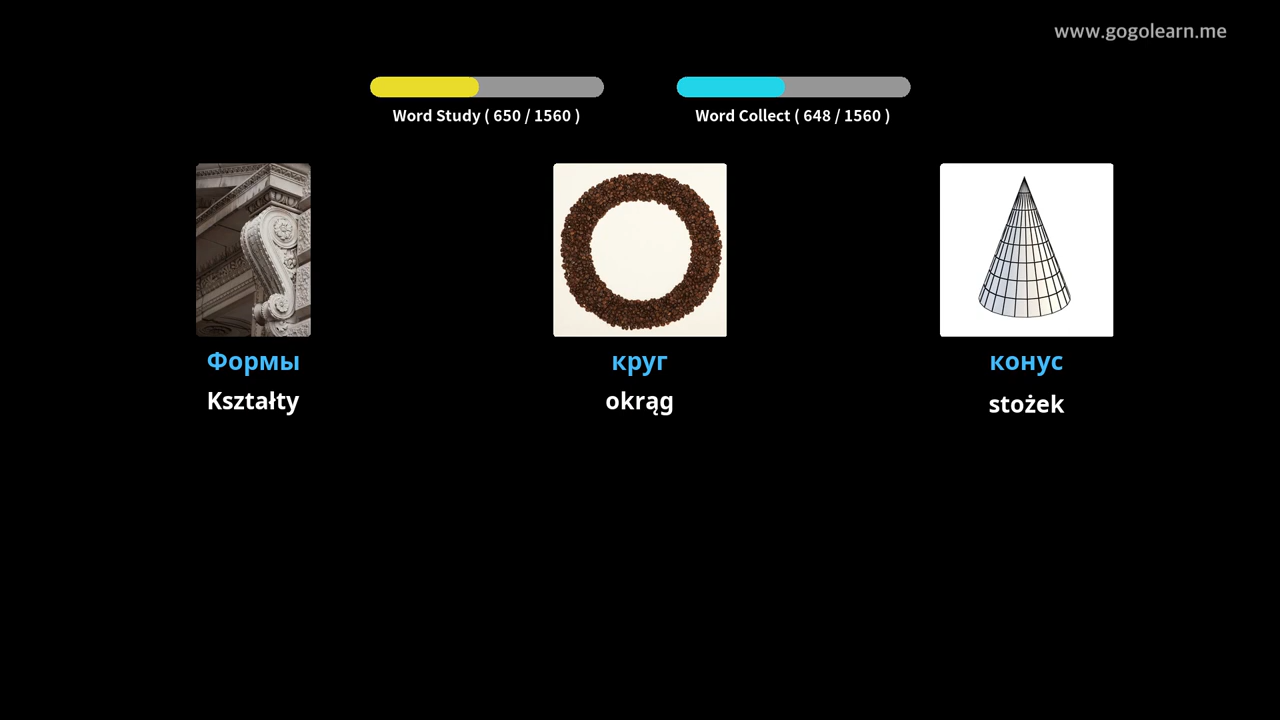 www.gogolearn.me
Word Study ( 650 / 1560 )
Word Collect ( 648 / 1560 )
Формы
круг
конус
Kształty
okrąg
stożek